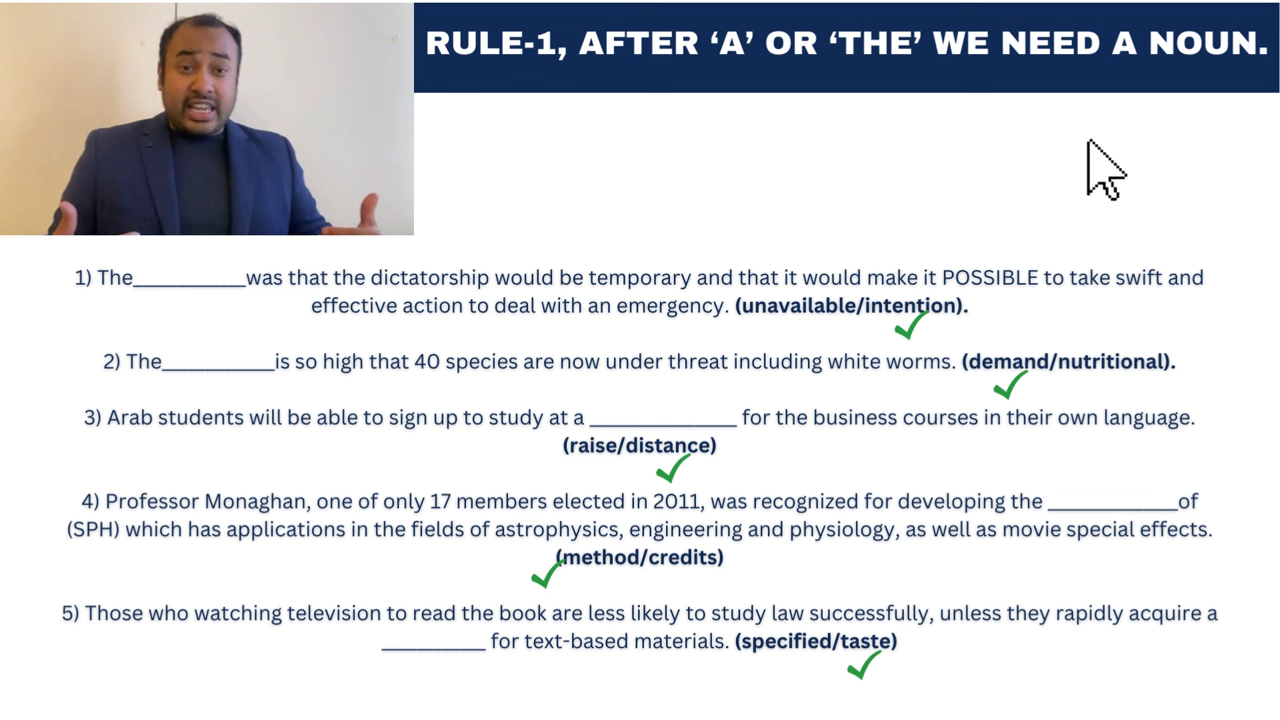 RULE-1, AFTER ‘A’ OR ‘THE’ WE NEED A NOUN.
1) The___________was that the dictatorship would be temporary and that it would make it POSSIBLE to take swift and
effective action to deal with an emergency. (unavailable/intention).
2) The___________is so high that 40 species are now under threat including white worms. (demand/nutritional).
3) Arab students will be able to sign up to study at a ______________ for the business courses in their own language.
(raise/distance)
4) Professor Monaghan, one of only 17 members elected in 2011, was recognized for developing the ____________of
(SPH) which has applications in the fields of astrophysics, engineering and physiology, as well as movie special effects.
(method/credits)
5) Those who watching television to read the book are less likely to study law successfully, unless they rapidly acquire a
__________ for text-based materials. (specified/taste)